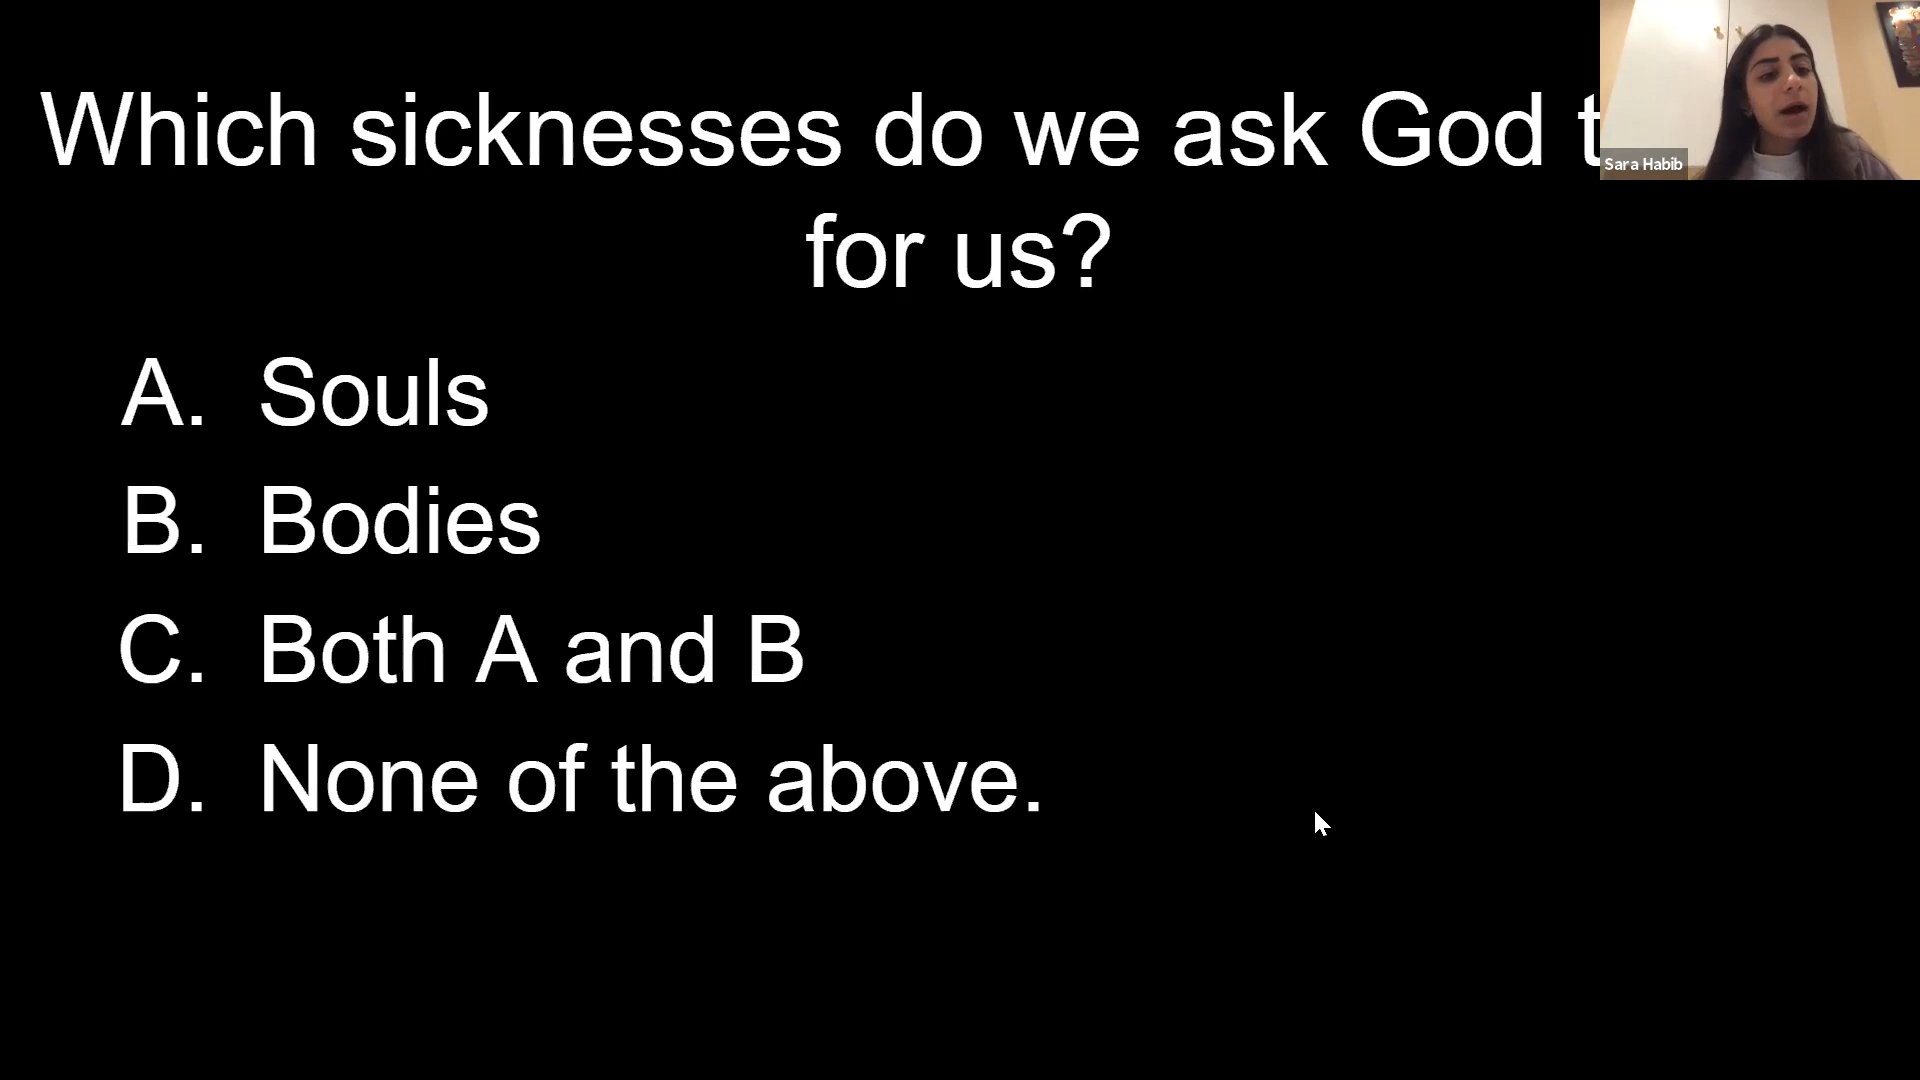 Which sicknesses do we ask God
for us?
A. Souls
B. Bodies
C. Both A and B
D. None of the above.
Sara Habib